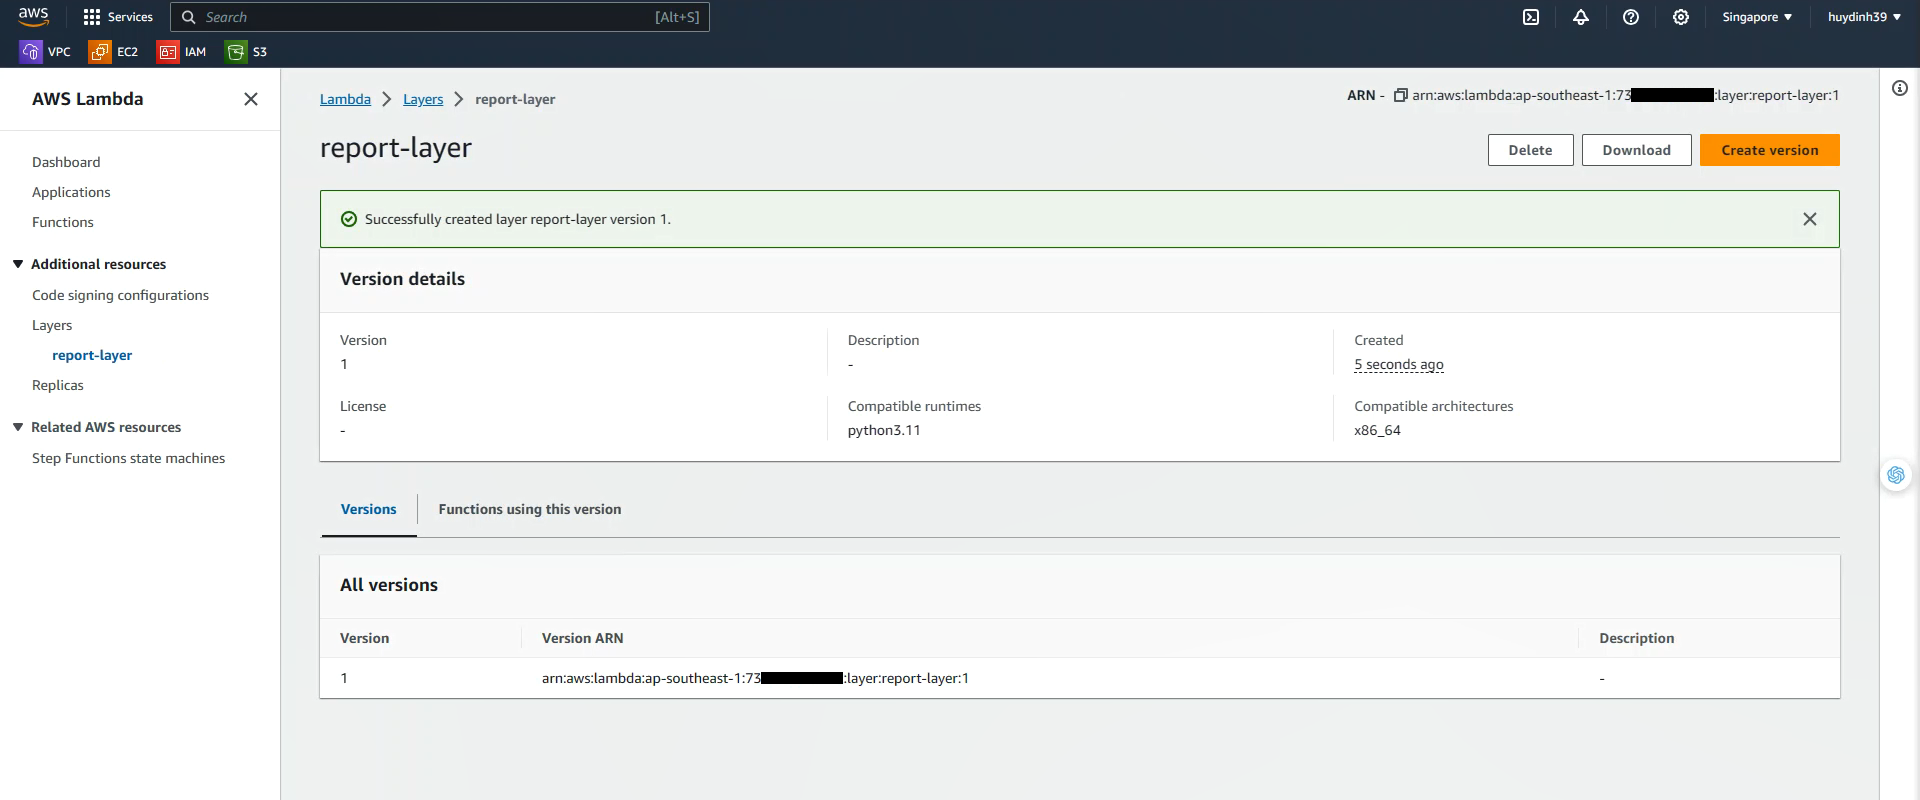 aws
Services
Search
[Alt+S]
Singapore
huydinh39
VPC
EC2
IAM
S3
AWS Lambda
Dashboard
Applications
Functions
Additional resources
Code signing configurations
Layers
report-layer
Replicas
Related AWS resources
Step Functions state machines
Lambda
Layers
report-layer
ARN - arn:aws:lambda:ap-southeast-1:73 :layer:report-layer:1
report-layer
Delete
Download
Create version
Successfully created layer report-layer version 1.
Version details
Version
1
Description
-
Created
5 seconds ago
License
-
Compatible runtimes
python3.11
Compatible architectures
x86_64
Versions
Functions using this version
All versions
Version
Version ARN
Description
1
arn:aws:lambda:ap-southeast-1:73 :layer:report-layer:1
-